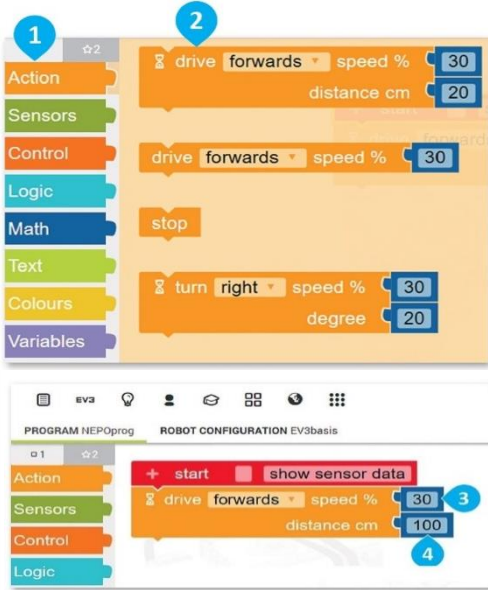 1
2
☆2
Action
Sensors
Control
Logic
Math
Text
Colours
Variables
drive forwards speed % 30
distance cm 20
drive forwards speed % 30
stop
turn right speed % 30
degree 20
start
forwards
EV3
PROGRAM NEPOprog ROBOT CONFIGURATION EV3basis
1 ☆2
Action
Sensors
Control
Logic
+ start show sensor data
drive forwards speed % 30 3
distance cm 100
4